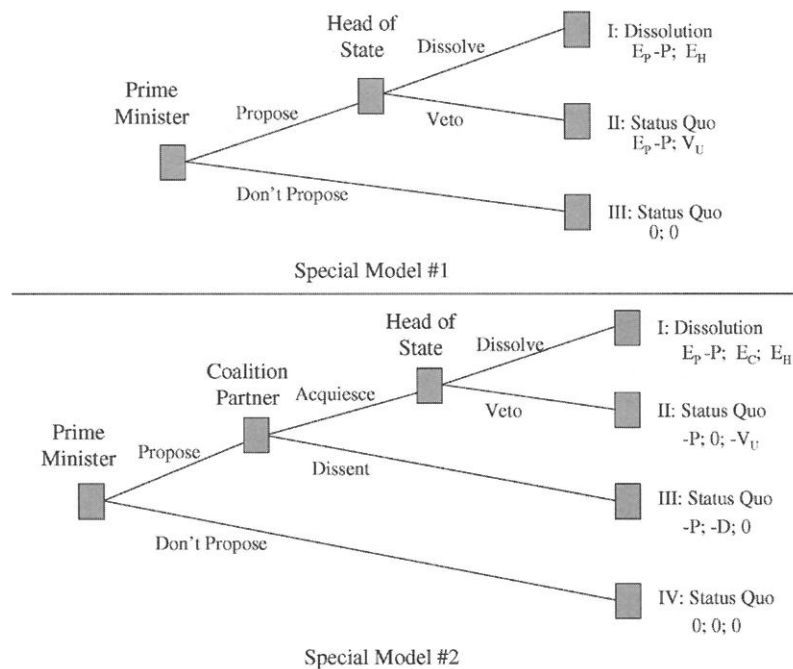 Head of
State
Dissolve
I: Dissolution
E_P -P; E_H
Prime
Minister
Propose
Veto
II: Status Quo
E_P -P; V_U
Don't Propose
III: Status Quo
0; 0
Special Model #1
Head of
State
Dissolve
I: Dissolution
E_P -P; E_C; E_H
Coalition
Partner
Acquiesce
Veto
II: Status Quo
-P; 0; -V_U
Prime
Minister
Propose
Dissent
III: Status Quo
-P; -D; 0
Don't Propose
IV: Status Quo
0; 0; 0
Special Model #2